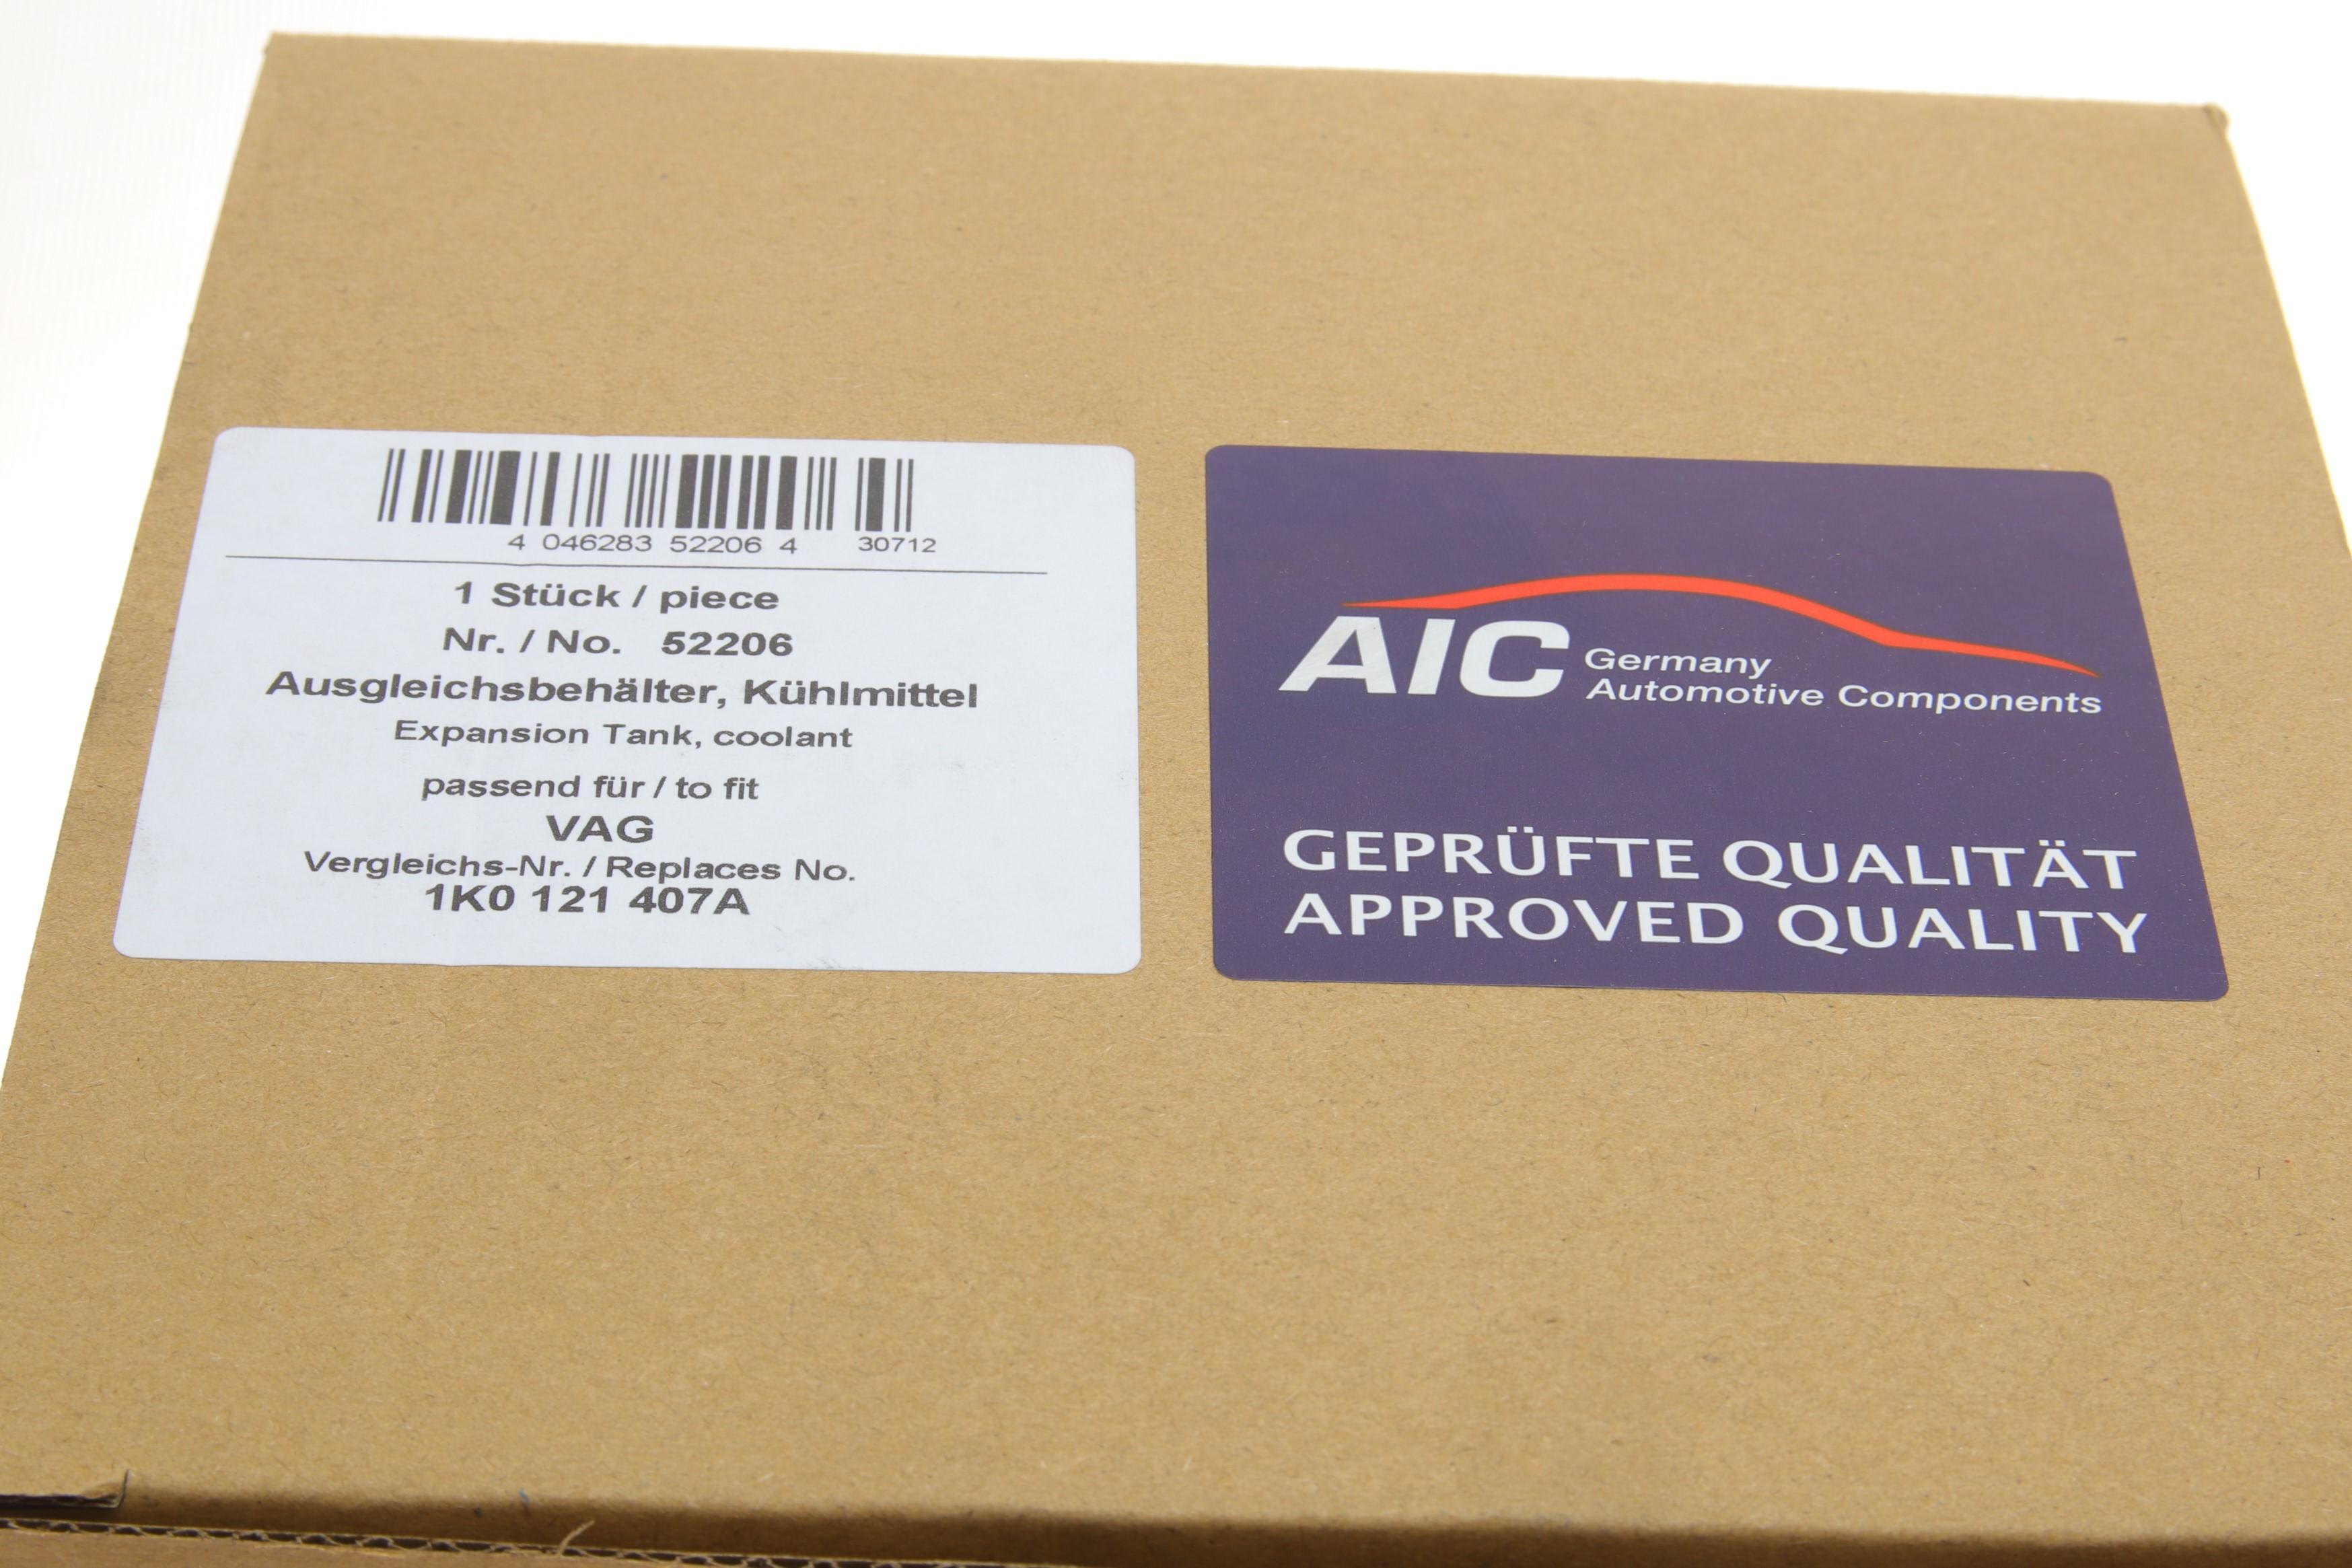 4 046283 52206 4 30712
1 Stück / piece
Nr. / No. 52206
Ausgleichsbehälter, Kühlmittel
Expansion Tank, coolant
passend für / to fit
VAG
Vergleichs-Nr. / Replaces No.
1K0 121 407A
AIC Germany
Automotive Components
GEPRÜFTE QUALITÄT
APPROVED QUALITY